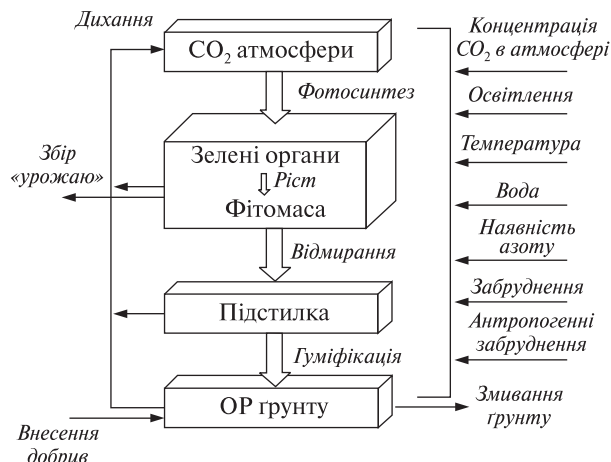 Дихання
CO₂ атмосфери
Фотосинтез
Зелені органи
Ріст
Фітомаса
Збір
«урожаю»
Відмирання
Підстилка
Гуміфікація
ОР ґрунту
Внесення
добрив
Концентрація
CO₂ в атмосфері
Освітлення
Температура
Вода
Наявність
азоту
Забруднення
Антропогенні
забруднення
Змивання
ґрунту